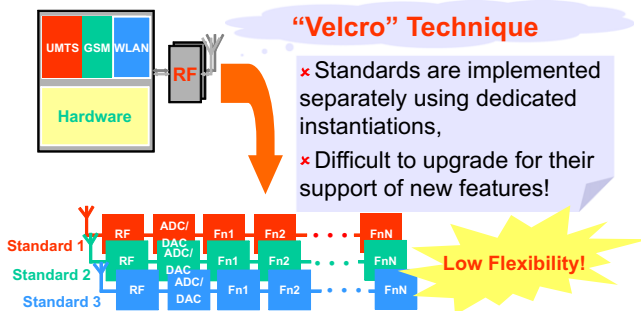 “Velcro” Technique
UMTS GSM WLAN
RF
Hardware
× Standards are implemented
separately using dedicated
instantiations,
× Difficult to upgrade for their
support of new features!
Standard 1
RF ADC/ DAC Fn1 Fn2 . . . . FnN
Standard 2
RF ADC/ DAC Fn1 Fn2 . . . . FnN
Standard 3
RF ADC/ DAC Fn1 Fn2 . . . . FnN
Low Flexibility!